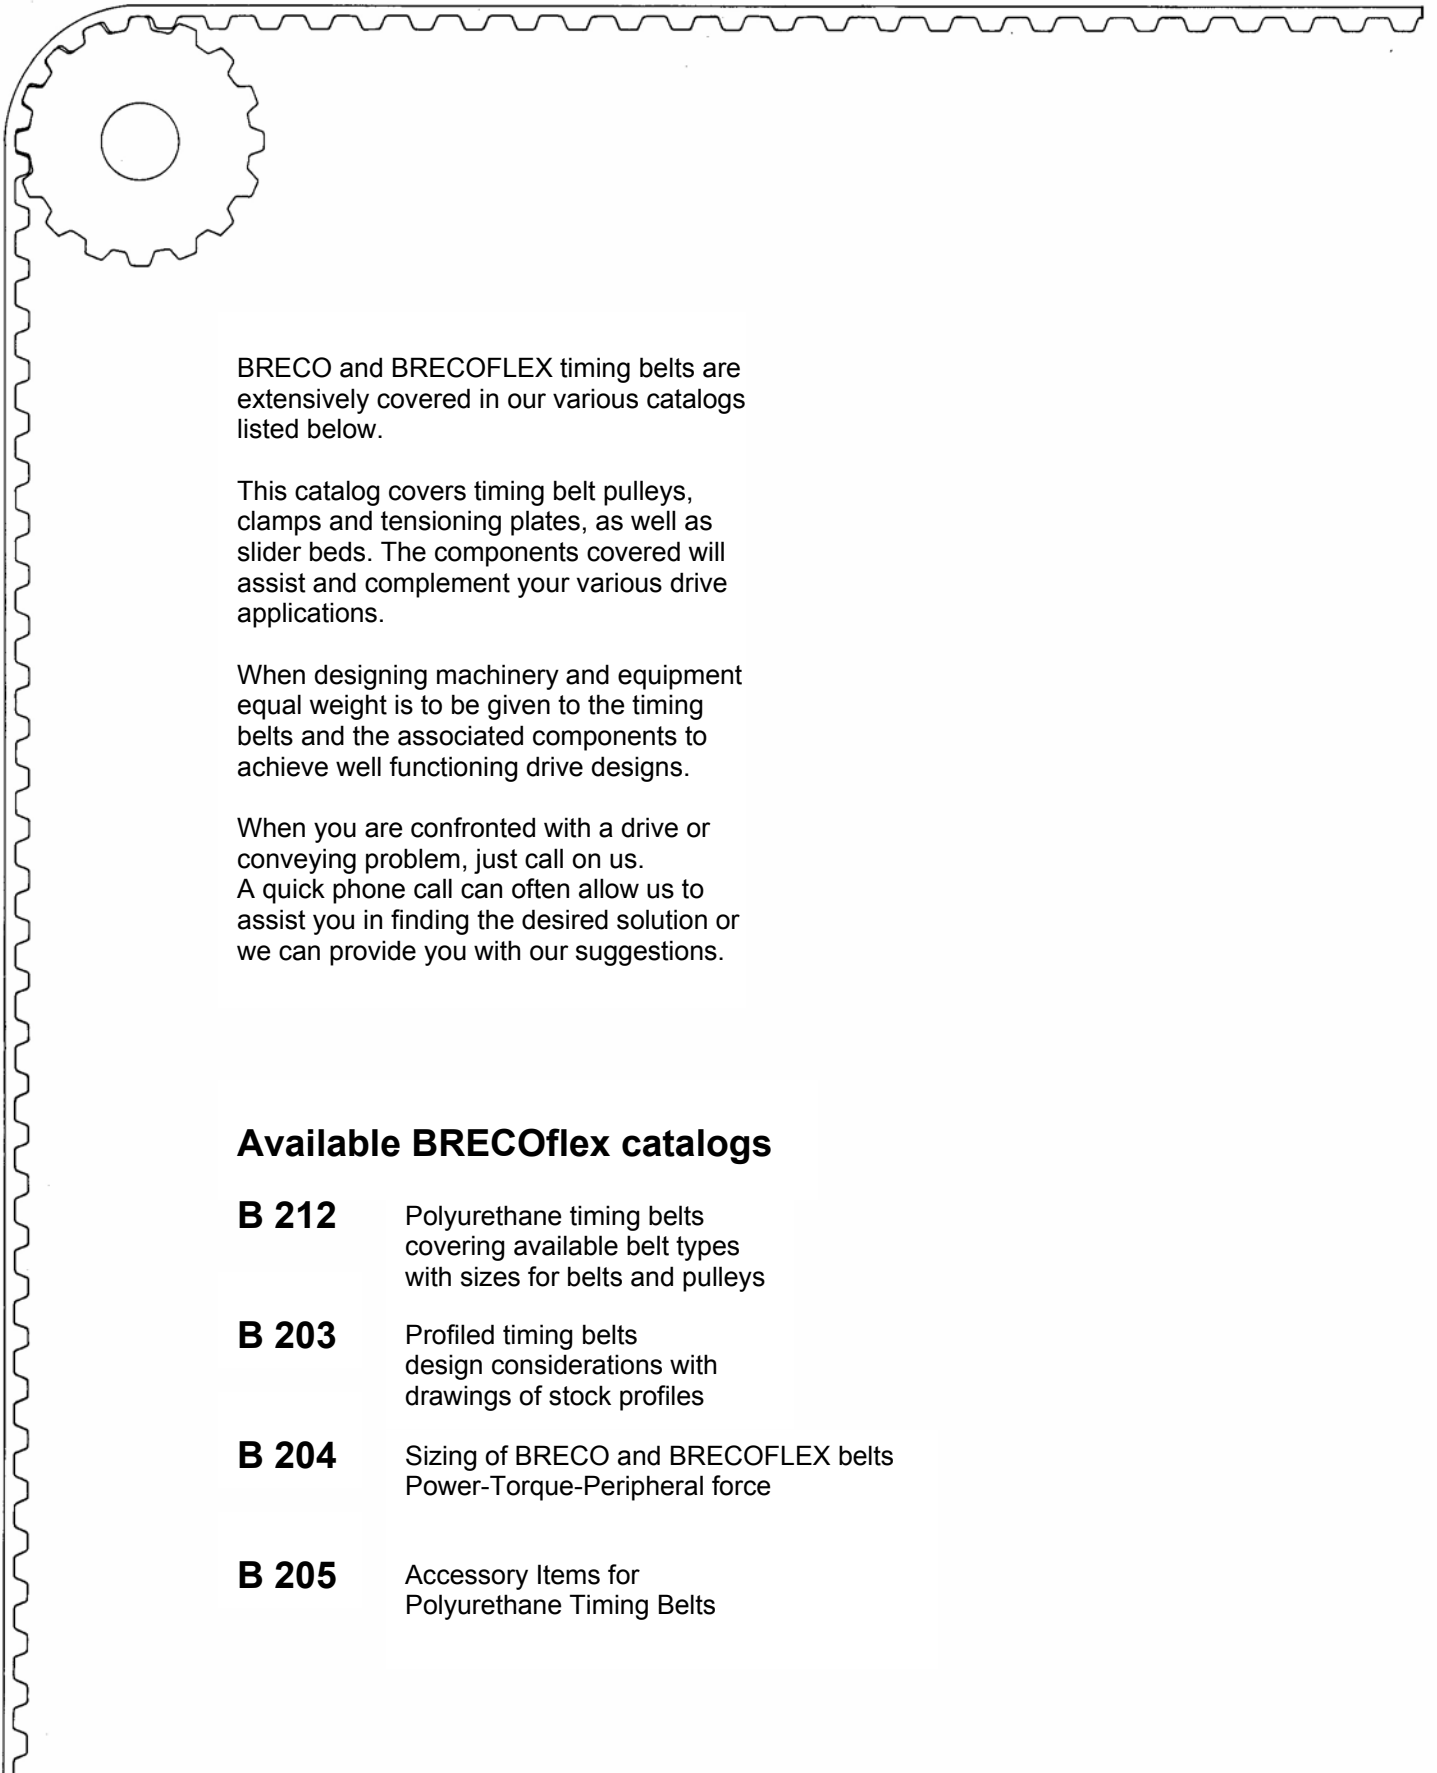 BRECO and BRECOFLEX timing belts are
extensively covered in our various catalogs
listed below.
This catalog covers timing belt pulleys,
clamps and tensioning plates, as well as
slider beds. The components covered will
assist and complement your various drive
applications.
When designing machinery and equipment
equal weight is to be given to the timing
belts and the associated components to
achieve well functioning drive designs.
When you are confronted with a drive or
conveying problem, just call on us.
A quick phone call can often allow us to
assist you in finding the desired solution or
we can provide you with our suggestions.
Available BRECOflex catalogs
B 212
Polyurethane timing belts
covering available belt types
with sizes for belts and pulleys
B 203
Profiled timing belts
design considerations with
drawings of stock profiles
B 204
Sizing of BRECO and BRECOFLEX belts
Power-Torque-Peripheral force
B 205
Accessory Items for
Polyurethane Timing Belts